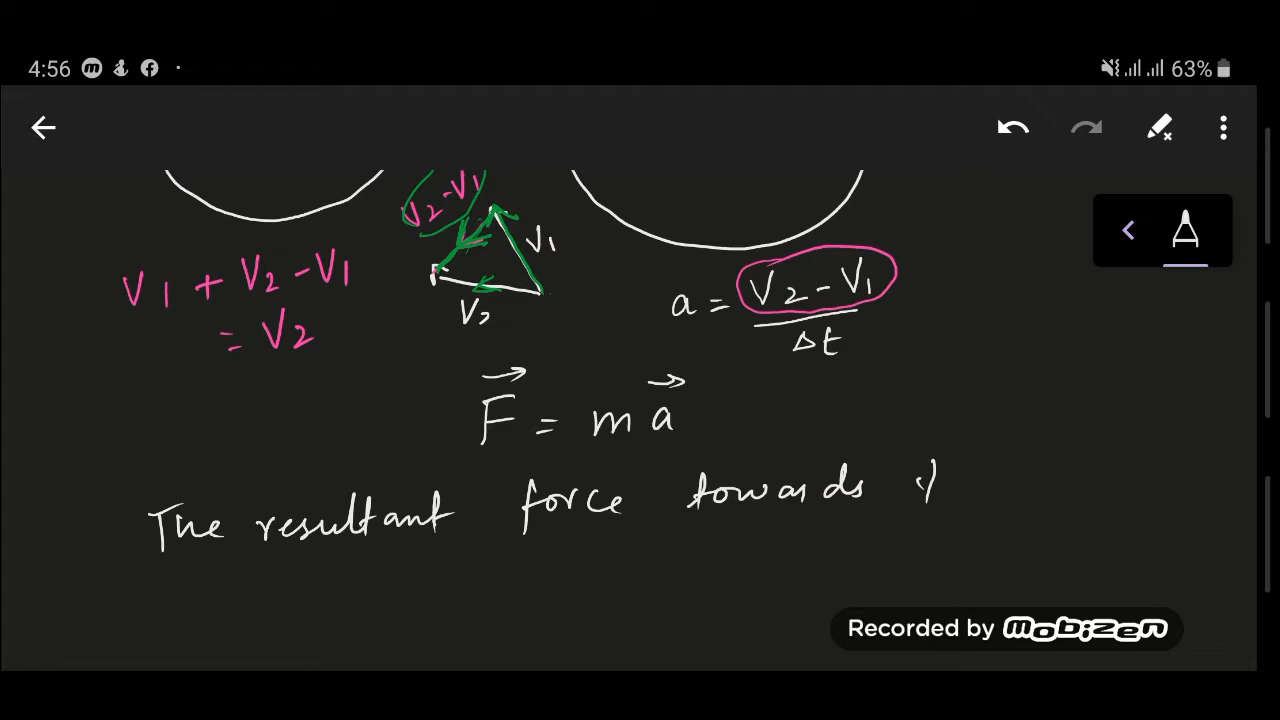 4:56
63%
V2 - V1
V1
V2
V1 + V2 - V1
= V2
a = V2 - V1
Δt
F = m a
The resultant force towards
Recorded by Mobizen